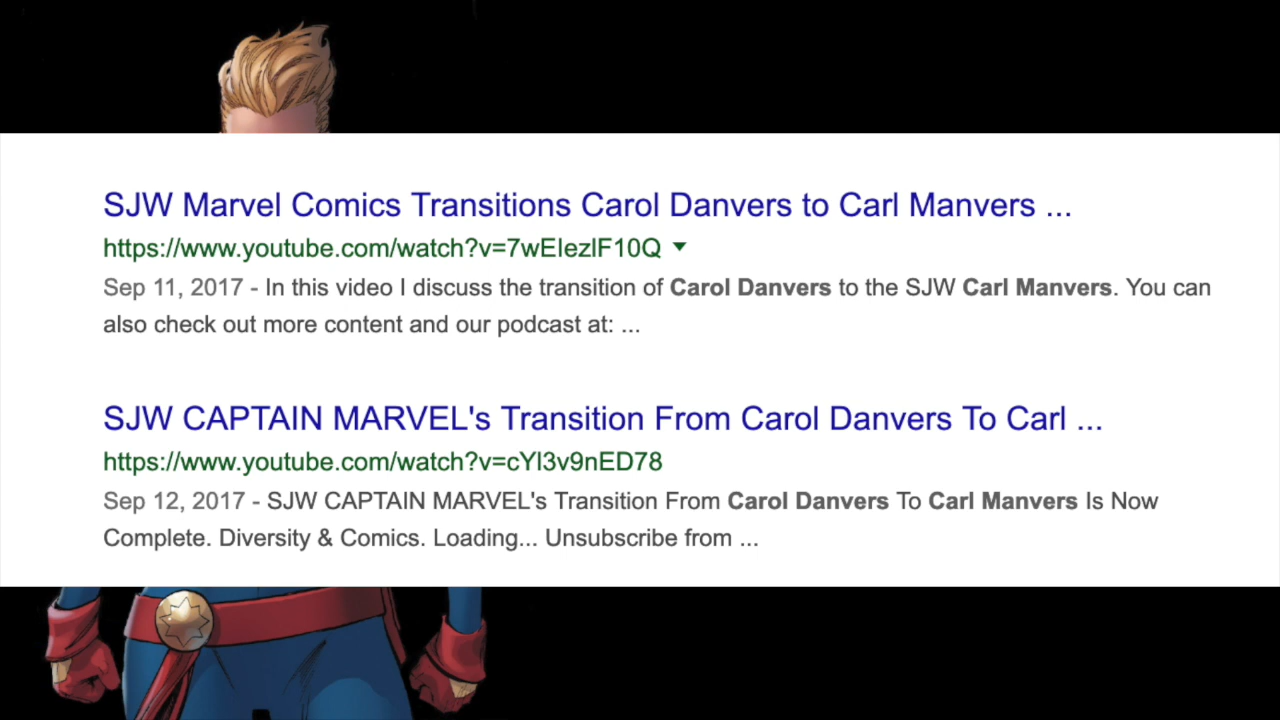 SJW Marvel Comics Transitions Carol Danvers to Carl Manvers ...
https://www.youtube.com/watch?v=7wEIezlF10Q
Sep 11, 2017 - In this video I discuss the transition of Carol Danvers to the SJW Carl Manvers. You can
also check out more content and our podcast at: ...
SJW CAPTAIN MARVEL's Transition From Carol Danvers To Carl ...
https://www.youtube.com/watch?v=cYl3v9nED78
Sep 12, 2017 - SJW CAPTAIN MARVEL's Transition From Carol Danvers To Carl Manvers Is Now
Complete. Diversity & Comics. Loading... Unsubscribe from ...